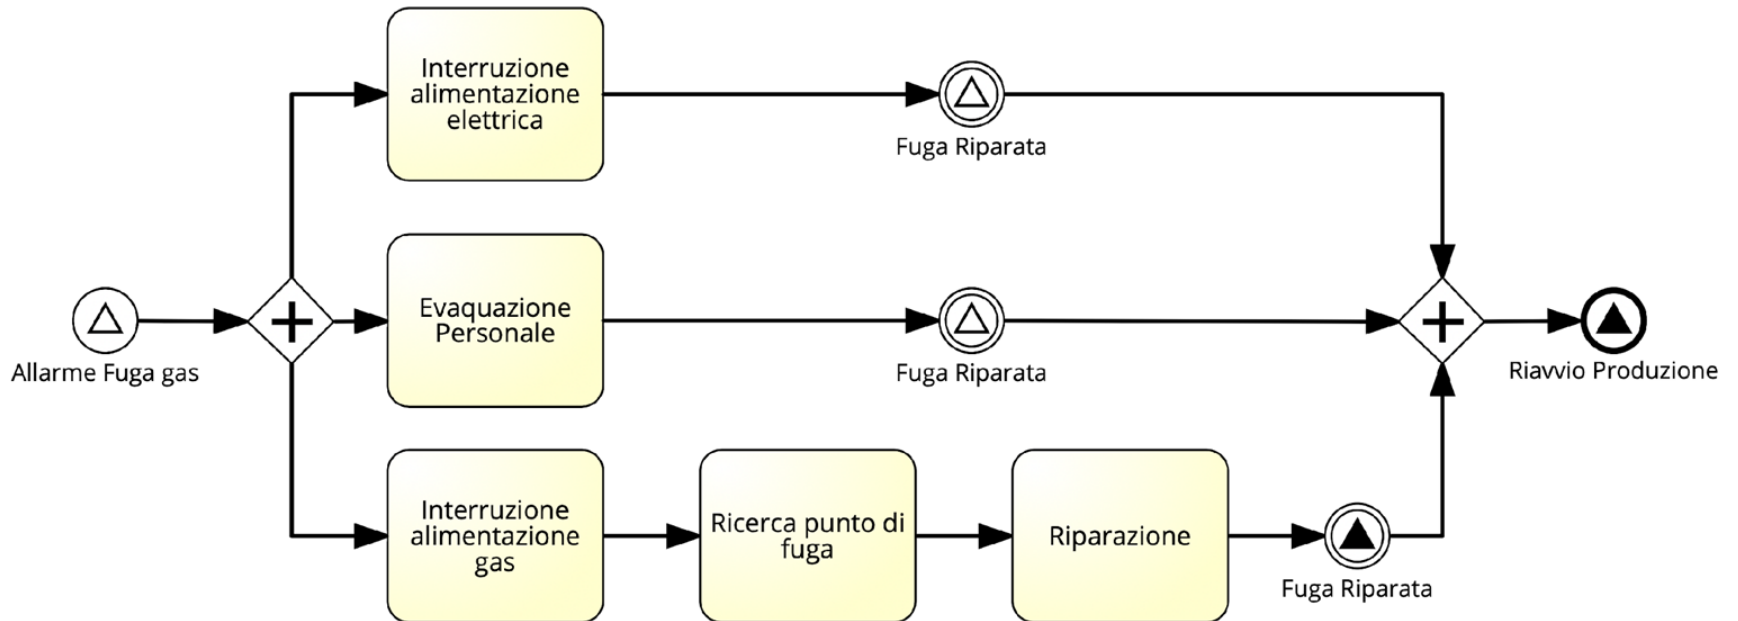 Interruzione
alimentazione
elettrica
Fuga Riparata
Allarme Fuga gas
Evaquazione
Personale
Fuga Riparata
Riavvio Produzione
Interruzione
alimentazione
gas
Ricerca punto di
fuga
Riparazione
Fuga Riparata